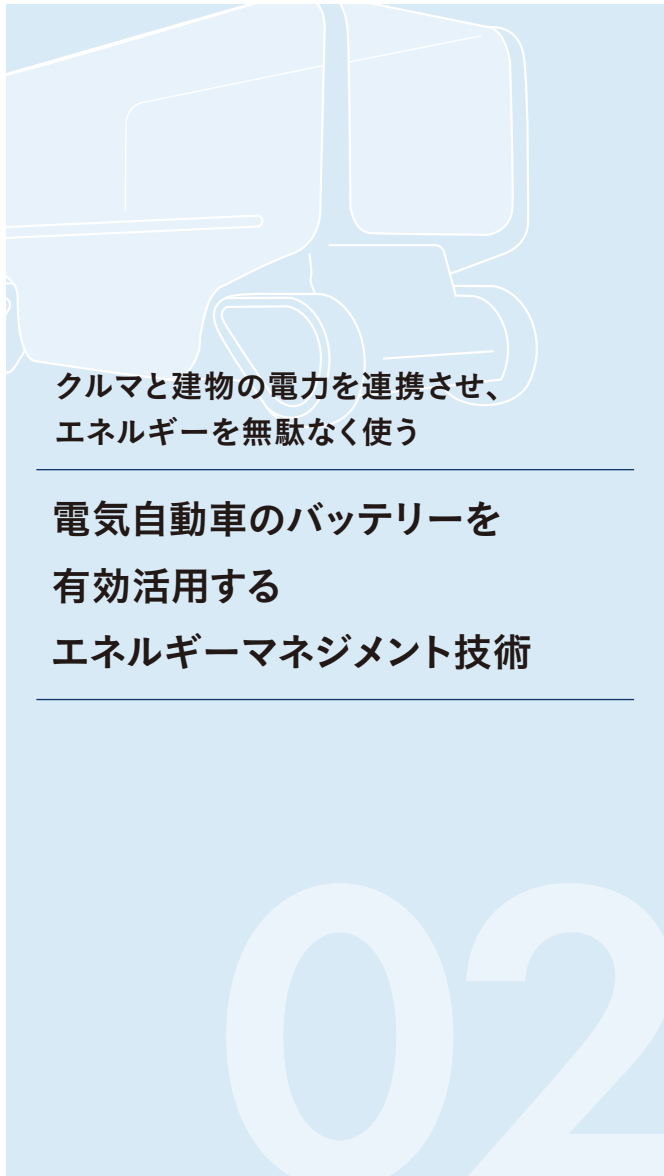 クルマと建物の電力を連携させ、
エネルギーを無駄なく使う
電気自動車のバッテリーを
有効活用する
エネルギーマネジメント技術
02